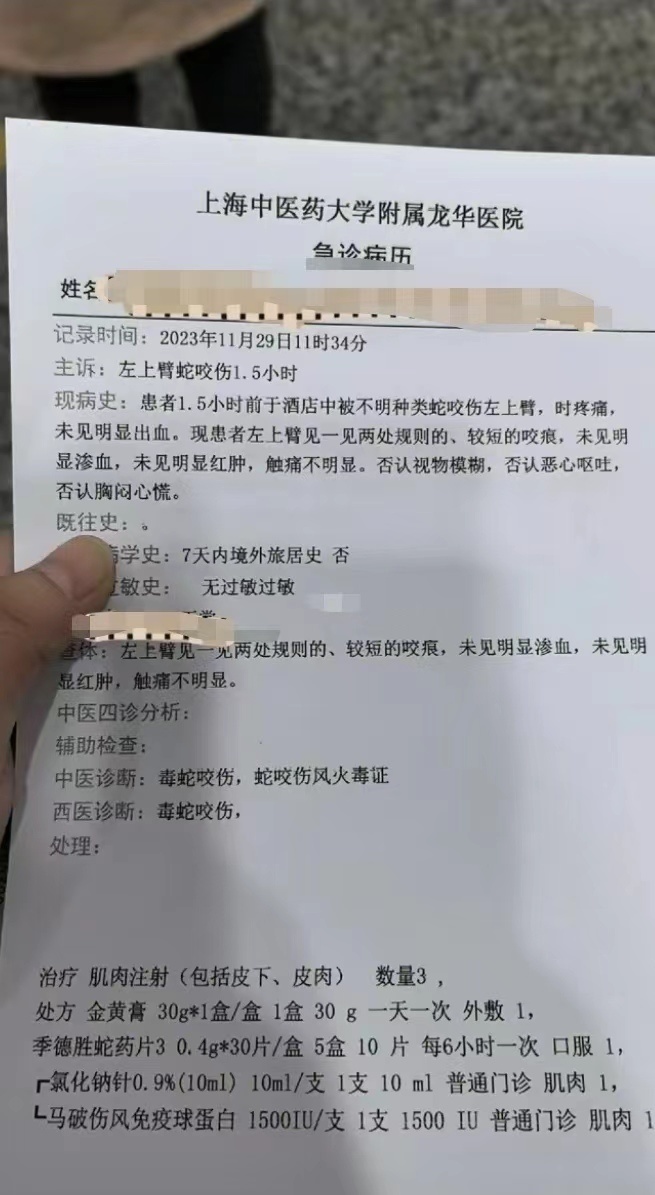 上海中医药大学附属龙华医院
急诊病历
姓名
记录时间：2023年11月29日11时34分
主诉：左上臂蛇咬伤1.5小时
现病史：患者1.5小时前于酒店中被不明种类蛇咬伤左上臂，时疼痛，
未见明显出血。现患者左上臂见一见两处规则的、较短的咬痕，未见明
显渗血，未见明显红肿，触痛不明显。否认视物模糊，否认恶心呕吐，
否认胸闷心慌。
既往史：。
病学史：7天内境外旅居史 否
过敏史： 无过敏过敏
查体：左上臂见一见两处规则的、较短的咬痕，未见明显渗血，未见明
显红肿，触痛不明显。
中医四诊分析：
辅助检查：
中医诊断：毒蛇咬伤，蛇咬伤风火毒证
西医诊断：毒蛇咬伤，
处理：
治疗 肌肉注射（包括皮下、皮肉） 数量3 ，
处方 金黄膏 30g*1盒/盒 1盒 30 g 一天一次 外敷 1，
季德胜蛇药片3 0.4g*30片/盒 5盒 10 片 每6小时一次 口服 1，
┏氯化钠针0.9%(10ml) 10ml/支 1支 10 ml 普通门诊 肌肉 1，
┗马破伤风免疫球蛋白 1500IU/支 1支 1500 IU 普通门诊 肌肉 1